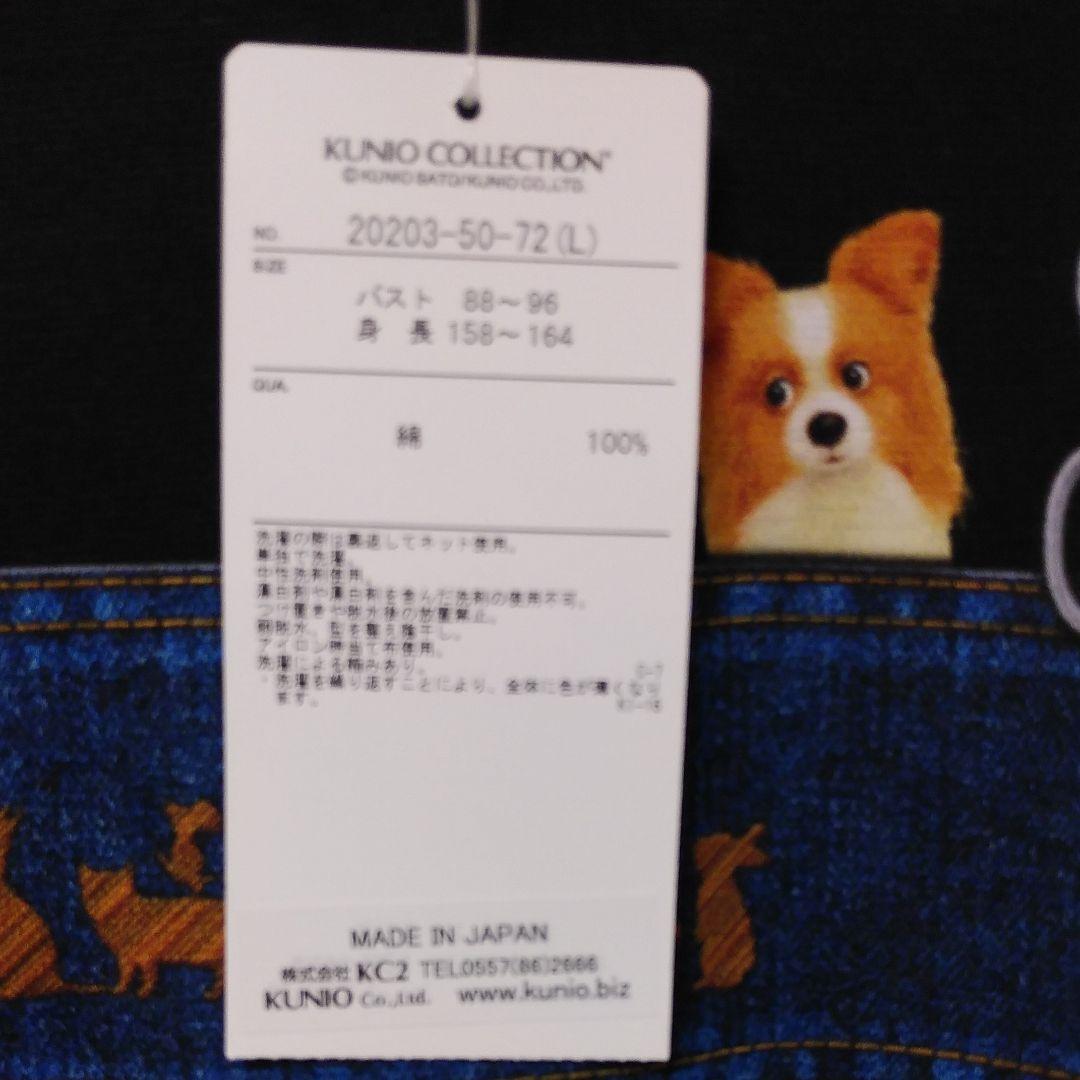 KUNIO COLLECTION
©KUNIO SATO/KUNIO CO.,LTD.
NO. 20203-50-72(L)
SIZE
バスト 88～96
身 長 158～164
QUA.
綿 100%
洗濯の際は裏返してネット使用。
単独で洗濯。
中性洗剤使用。
漂白剤や漂白剤を含んだ洗剤の使用不可。
つけ置きや脱水後の放置禁止。
弱脱水、型を整え陰干し。
アイロン時当て布使用。
洗濯による縮みあり。
・洗濯を繰り返すことにより、全体に色が薄くなり
ます。
MADE IN JAPAN
株式会社 KC2 TEL.0557(86)2666
KUNIO Co.,Ltd. www.kunio.biz